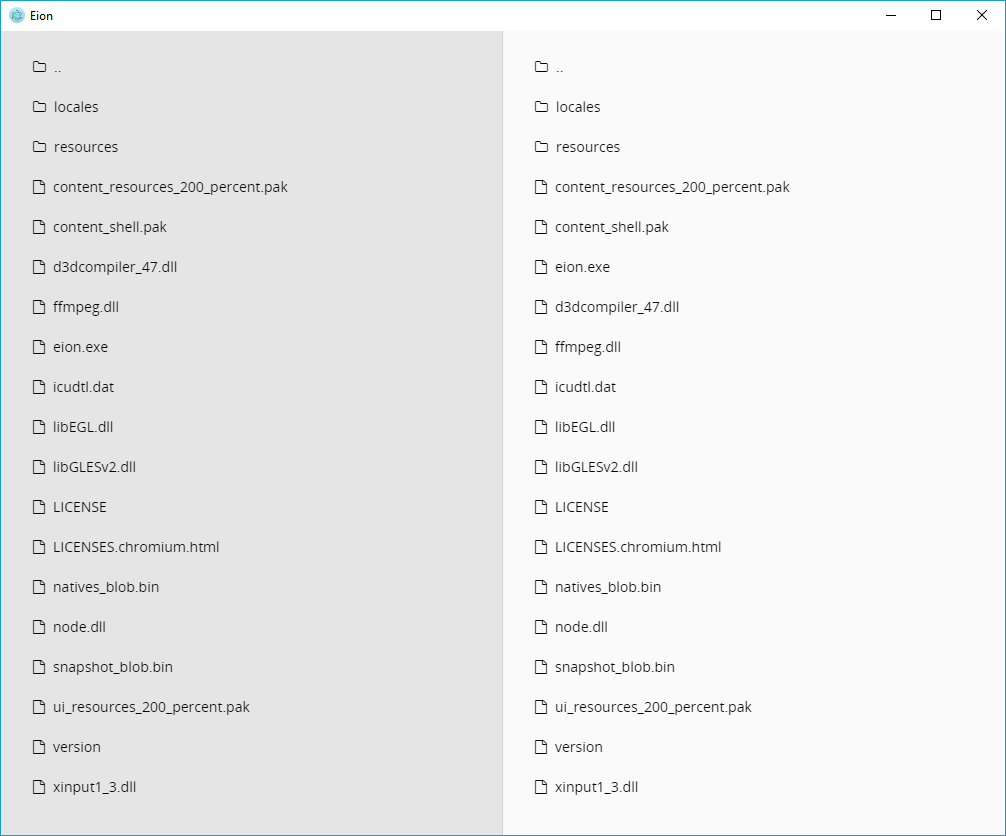 Eion
..
locales
resources
content_resources_200_percent.pak
content_shell.pak
d3dcompiler_47.dll
ffmpeg.dll
eion.exe
icudtl.dat
libEGL.dll
libGLESv2.dll
LICENSE
LICENSES.chromium.html
natives_blob.bin
node.dll
snapshot_blob.bin
ui_resources_200_percent.pak
version
xinput1_3.dll
..
locales
resources
content_resources_200_percent.pak
content_shell.pak
eion.exe
d3dcompiler_47.dll
ffmpeg.dll
icudtl.dat
libEGL.dll
libGLESv2.dll
LICENSE
LICENSES.chromium.html
natives_blob.bin
node.dll
snapshot_blob.bin
ui_resources_200_percent.pak
version
xinput1_3.dll